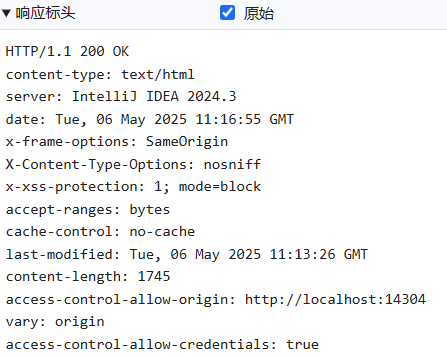 ▼ 响应标头 原始
HTTP/1.1 200 OK
content-type: text/html
server: IntelliJ IDEA 2024.3
date: Tue, 06 May 2025 11:16:55 GMT
x-frame-options: SameOrigin
X-Content-Type-Options: nosniff
x-xss-protection: 1; mode=block
accept-ranges: bytes
cache-control: no-cache
last-modified: Tue, 06 May 2025 11:13:26 GMT
content-length: 1745
access-control-allow-origin: http://localhost:14304
vary: origin
access-control-allow-credentials: true